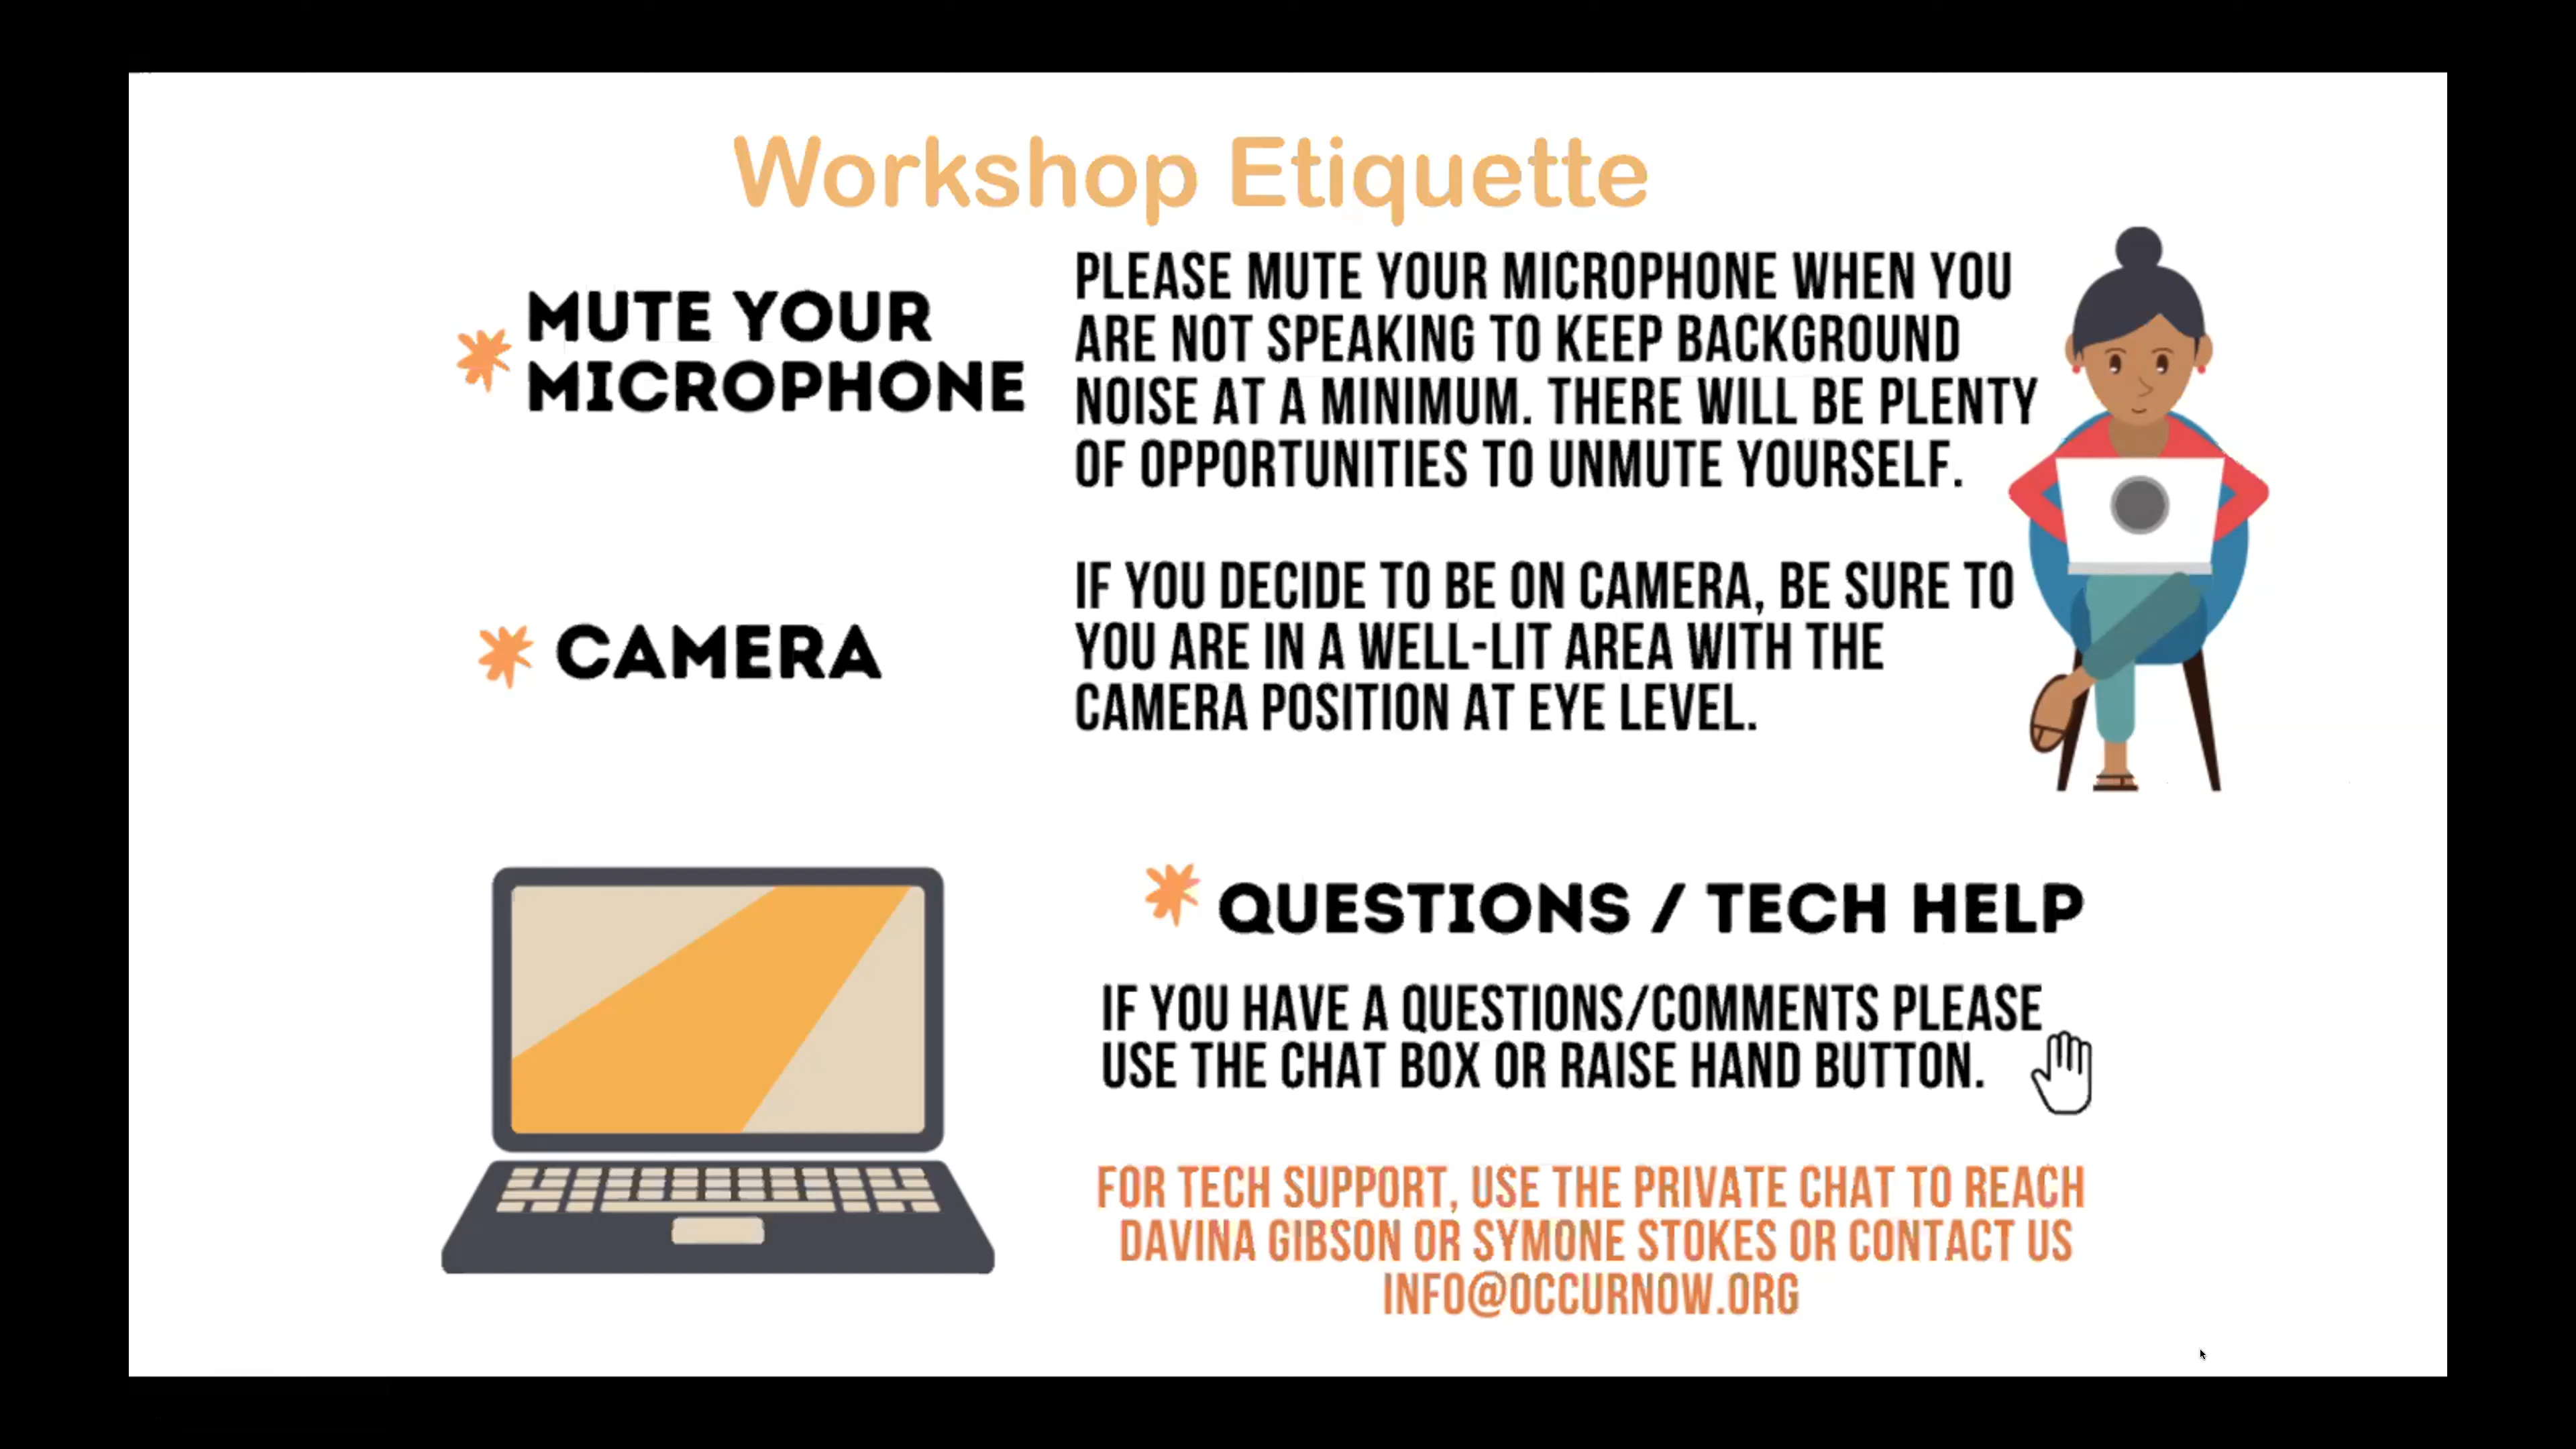 Workshop Etiquette
MUTE YOUR
MICROPHONE
PLEASE MUTE YOUR MICROPHONE WHEN YOU
ARE NOT SPEAKING TO KEEP BACKGROUND
NOISE AT A MINIMUM. THERE WILL BE PLENTY
OF OPPORTUNITIES TO UNMUTE YOURSELF.
CAMERA
IF YOU DECIDE TO BE ON CAMERA, BE SURE TO
YOU ARE IN A WELL-LIT AREA WITH THE
CAMERA POSITION AT EYE LEVEL.
QUESTIONS / TECH HELP
IF YOU HAVE A QUESTIONS/COMMENTS PLEASE
USE THE CHAT BOX OR RAISE HAND BUTTON.
FOR TECH SUPPORT, USE THE PRIVATE CHAT TO REACH
DAVINA GIBSON OR SYMONE STOKES OR CONTACT US
INFO@OCCURNOW.ORG